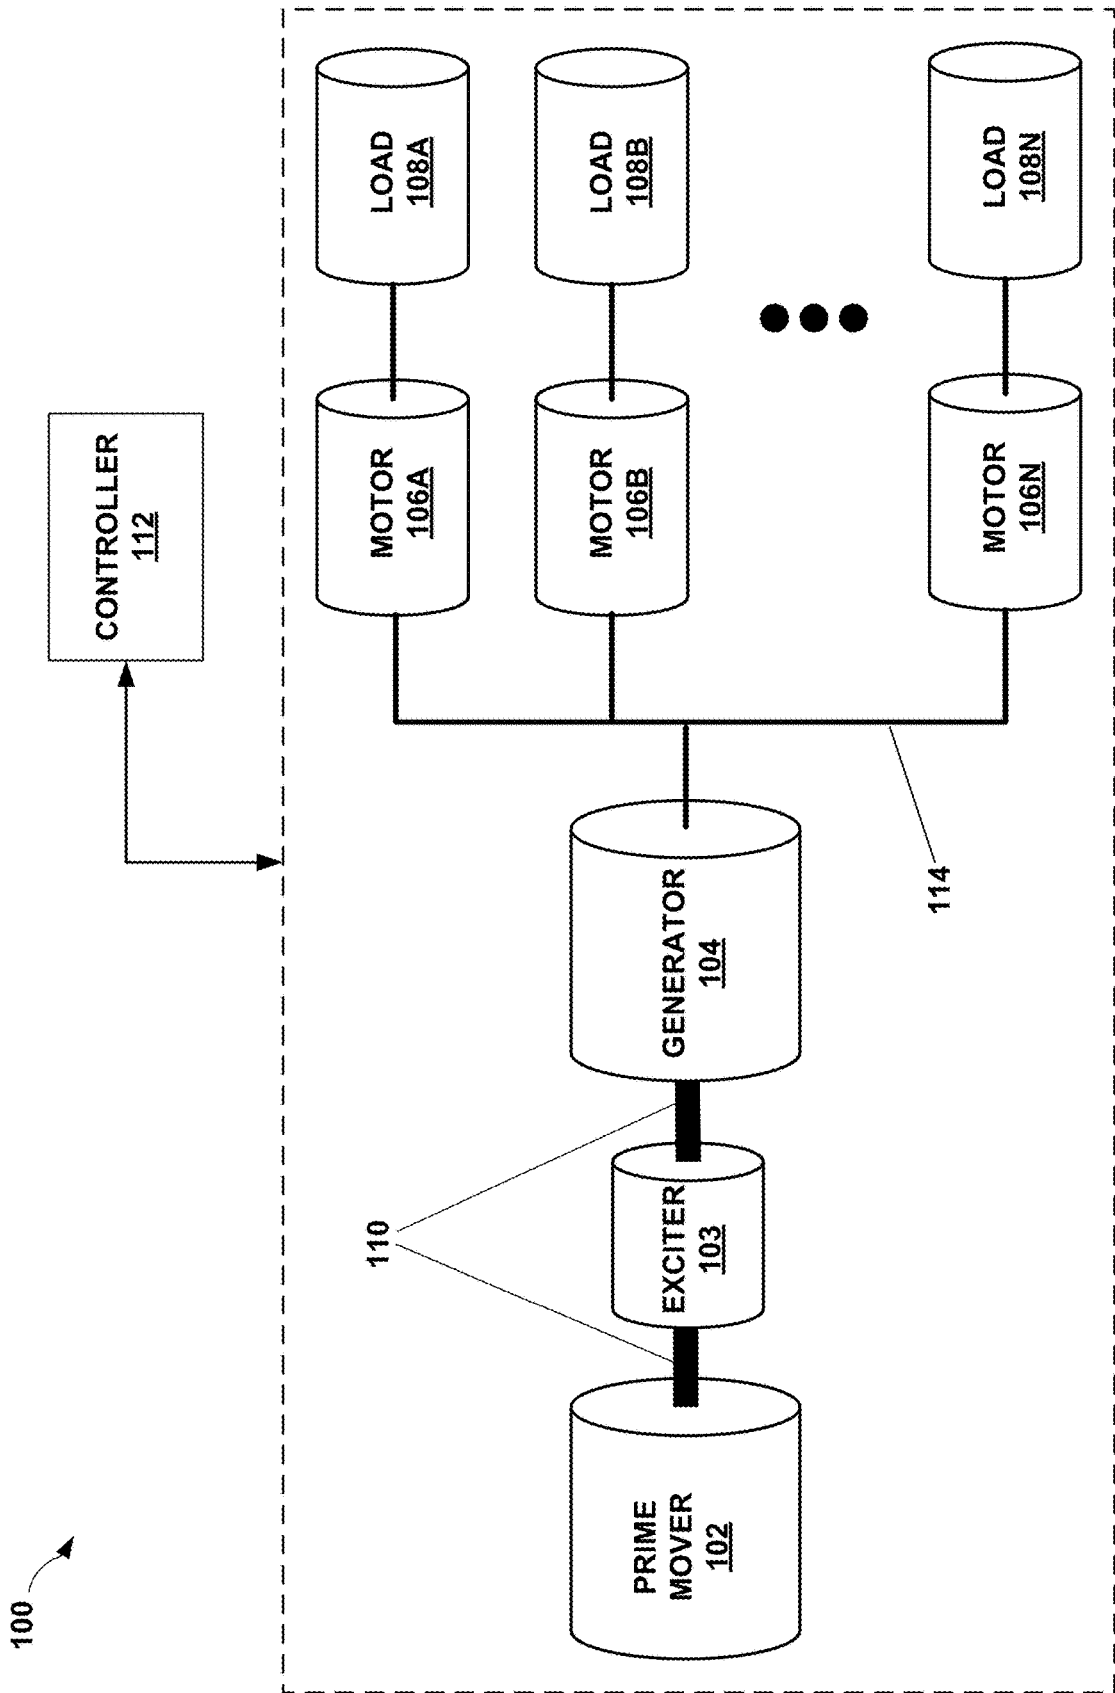 100
CONTROLLER
112
PRIME
MOVER
102
110
EXCITER
103
GENERATOR
104
114
MOTOR
106A
LOAD
108A
MOTOR
106B
LOAD
108B
MOTOR
106N
LOAD
108N